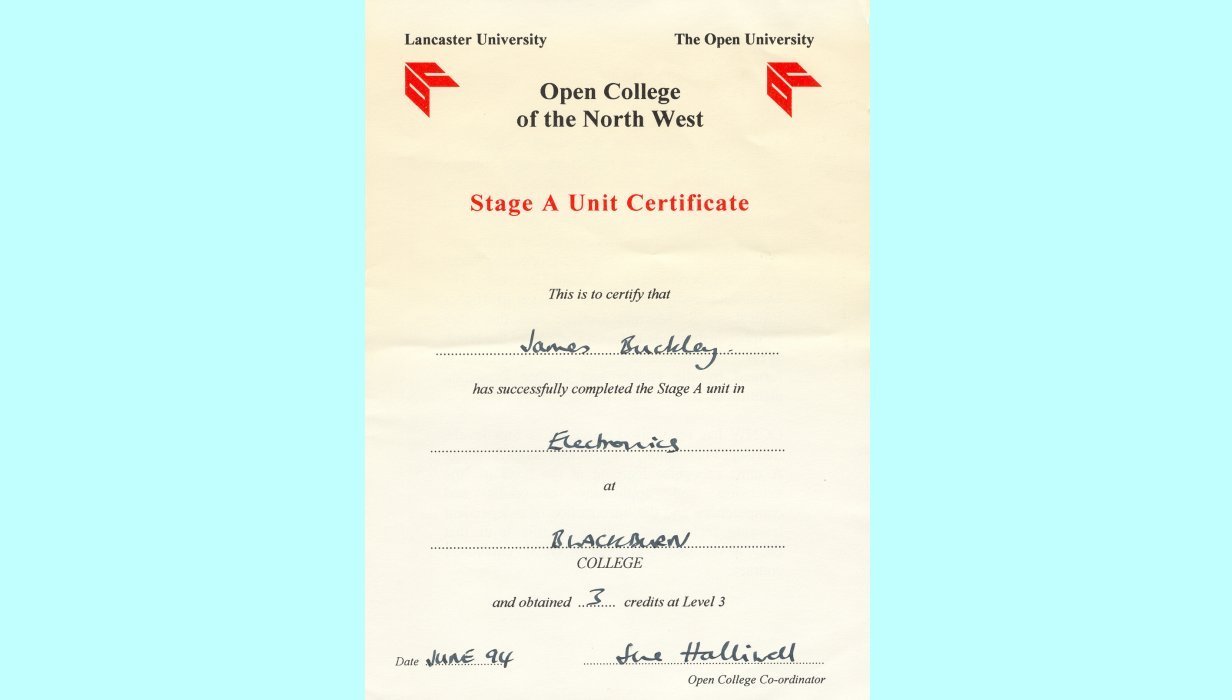 Lancaster University The Open University
Open College
of the North West
Stage A Unit Certificate
This is to certify that
James Buckley
has successfully completed the Stage A unit in
Electronics
at
BLACKBURN
COLLEGE
and obtained 3 credits at Level 3
Date JUNE 94 Sue Halliwell
Open College Co-ordinator